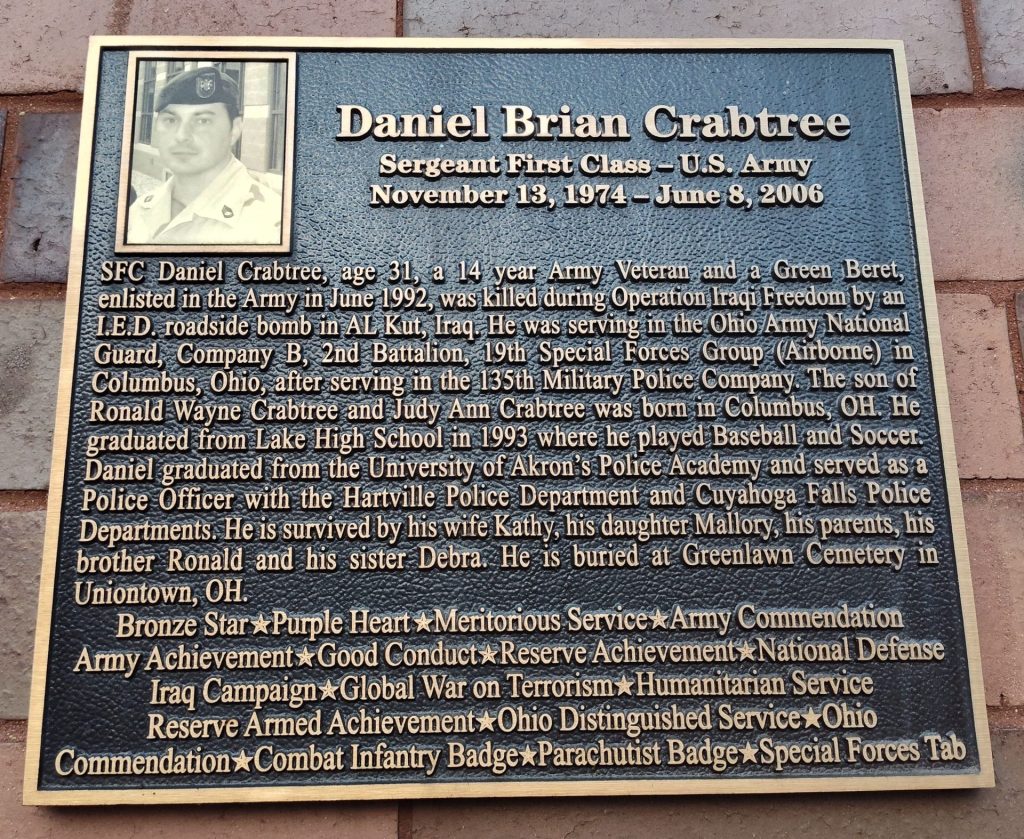 Daniel Brian Crabtree
Sergeant First Class – U.S. Army
November 13, 1974 – June 8, 2006
SFC Daniel Crabtree, age 31, a 14 year Army Veteran and a Green Beret,
enlisted in the Army in June 1992, was killed during Operation Iraqi Freedom by an
I.E.D. roadside bomb in AL Kut, Iraq. He was serving in the Ohio Army National
Guard, Company B, 2nd Battalion, 19th Special Forces Group (Airborne) in
Columbus, Ohio, after serving in the 135th Military Police Company. The son of
Ronald Wayne Crabtree and Judy Ann Crabtree was born in Columbus, OH. He
graduated from Lake High School in 1993 where he played Baseball and Soccer.
Daniel graduated from the University of Akron's Police Academy and served as a
Police Officer with the Hartville Police Department and Cuyahoga Falls Police
Departments. He is survived by his wife Kathy, his daughter Mallory, his parents, his
brother Ronald and his sister Debra. He is buried at Greenlawn Cemetery in
Uniontown, OH.
Bronze Star★Purple Heart★Meritorious Service★Army Commendation
Army Achievement★Good Conduct★Reserve Achievement★National Defense
Iraq Campaign★Global War on Terrorism★Humanitarian Service
Reserve Armed Achievement★Ohio Distinguished Service★Ohio
Commendation★Combat Infantry Badge★Parachutist Badge★Special Forces Tab